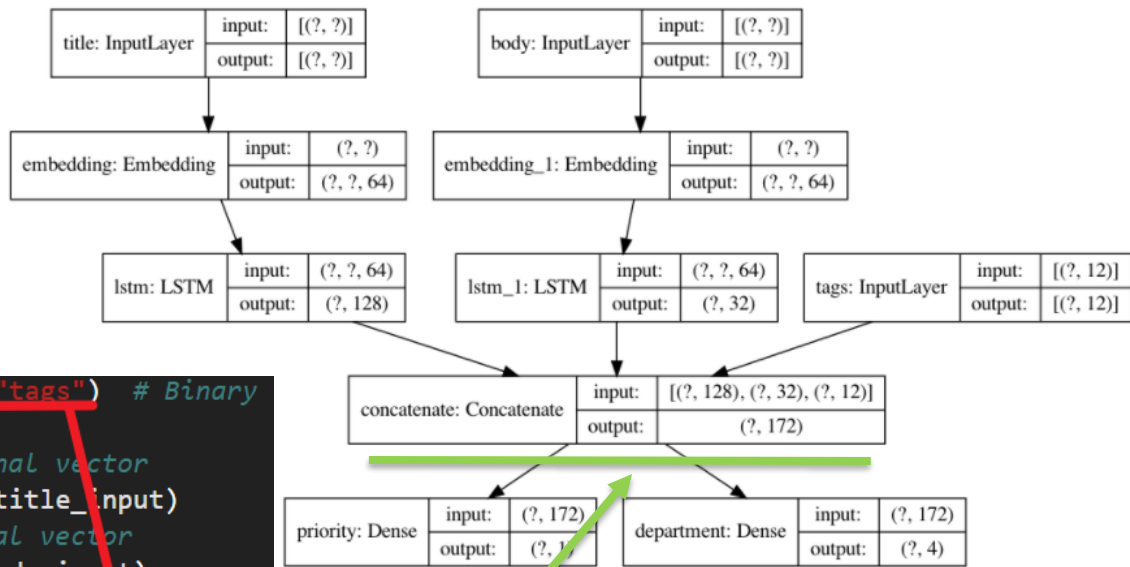 title: InputLayer input: [(?, ?)]
output: [(?, ?)]
body: InputLayer input: [(?, ?)]
output: [(?, ?)]
embedding: Embedding input: (?, ?)
output: (?, ?, 64)
embedding_1: Embedding input: (?, ?)
output: (?, ?, 64)
lstm: LSTM input: (?, ?, 64)
output: (?, 128)
lstm_1: LSTM input: (?, ?, 64)
output: (?, 32)
tags: InputLayer input: [(?, 12)]
output: [(?, 12)]
concatenate: Concatenate input: [(?, 128), (?, 32), (?, 12)]
output: (?, 172)
priority: Dense input: (?, 172)
output: (?, 1)
department: Dense input: (?, 172)
output: (?, 4)
"tags") # Binary
nal vector
title_input)
al vector